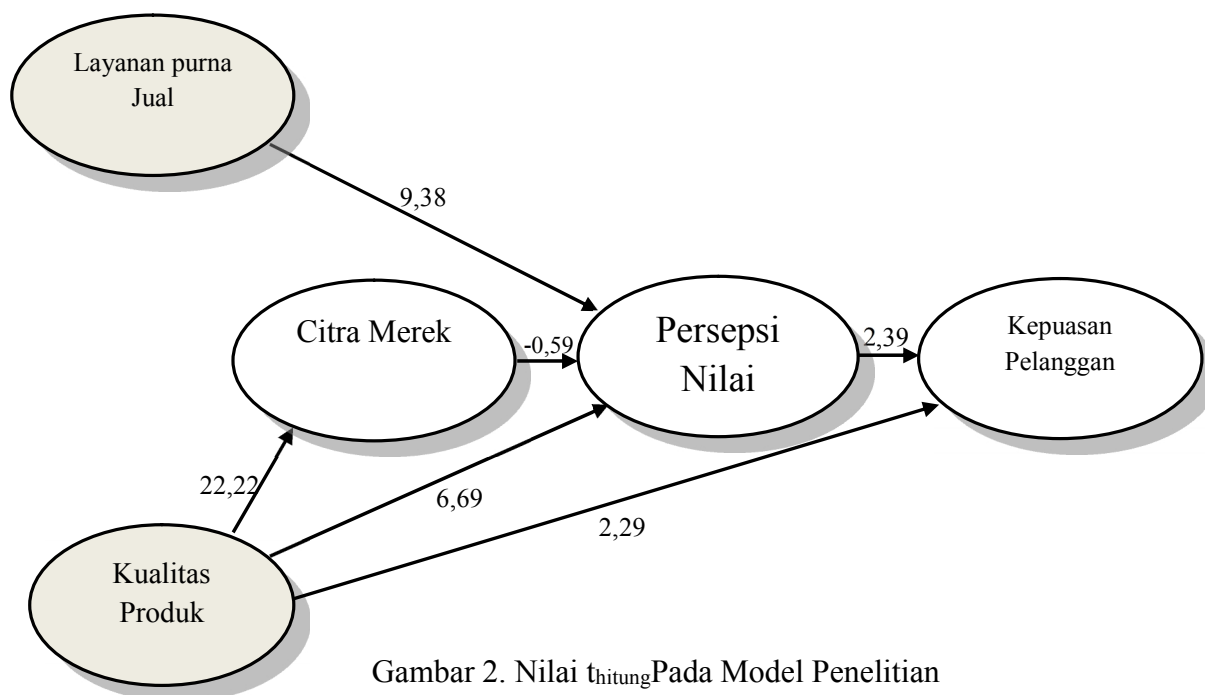 Layanan purna
Jual
9,38
Citra Merek
-0,59
Persepsi
Nilai
2,39
Kepuasan
Pelanggan
22,22
6,69
2,29
Kualitas
Produk
Gambar 2. Nilai thitungPada Model Penelitian